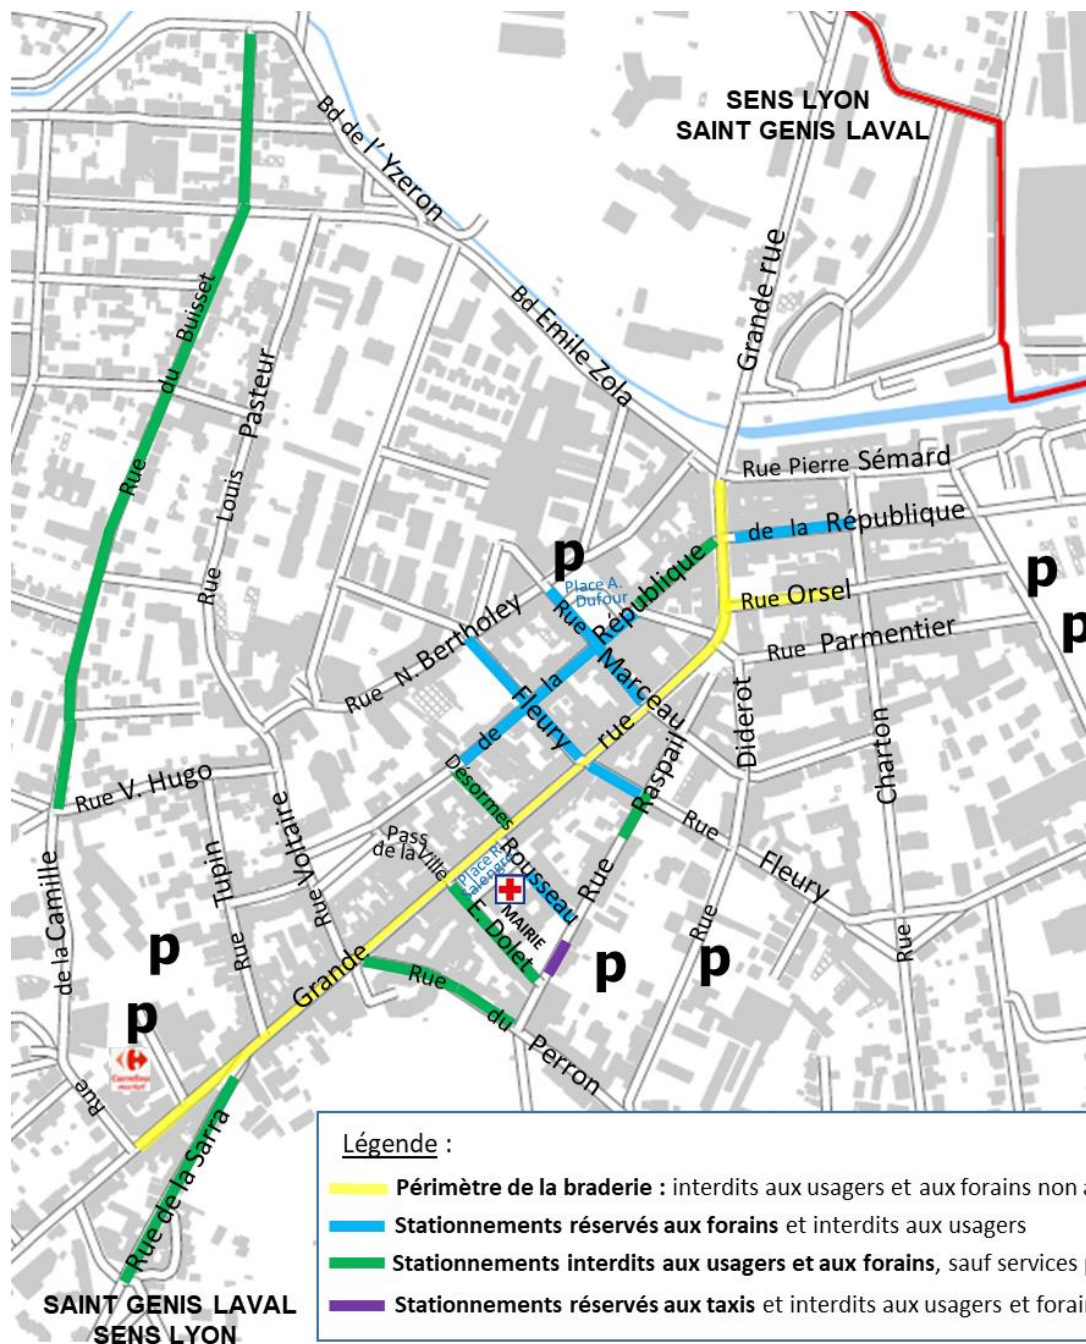 SENS LYON
SAINT GENIS LAVAL
Bd de l' Yzeron
Grande rue
Bd Emile Zola
Rue du Buisset
Rue Louis Pasteur
Rue Pierre Sémard
de la République
p
Place A.
Dufour
p
Rue Orsel
p
Rue Parmentier
Rue N. Bertholey
Rue Marceau
de la République
Fleury
Diderot
Rue
Charton
Rue
Désormes
Rue Raspail
Rue Fleury
Rue V. Hugo
Pass
de la Ville
Place R.
Salengro
Rousseau
MAIRIE
E. Dolet
Rue Tupin
Rue Voltaire
Rue de la Camille
Grande rue
p
p
p
p
Rue du Perron
Carrefour
market
Rue de la Sarra
SAINT GENIS LAVAL
SENS LYON
Légende :
Périmètre de la braderie : interdits aux usagers et aux forains non a
Stationnements réservés aux forains et interdits aux usagers
Stationnements interdits aux usagers et aux forains, sauf services p
Stationnements réservés aux taxis et interdits aux usagers et forain